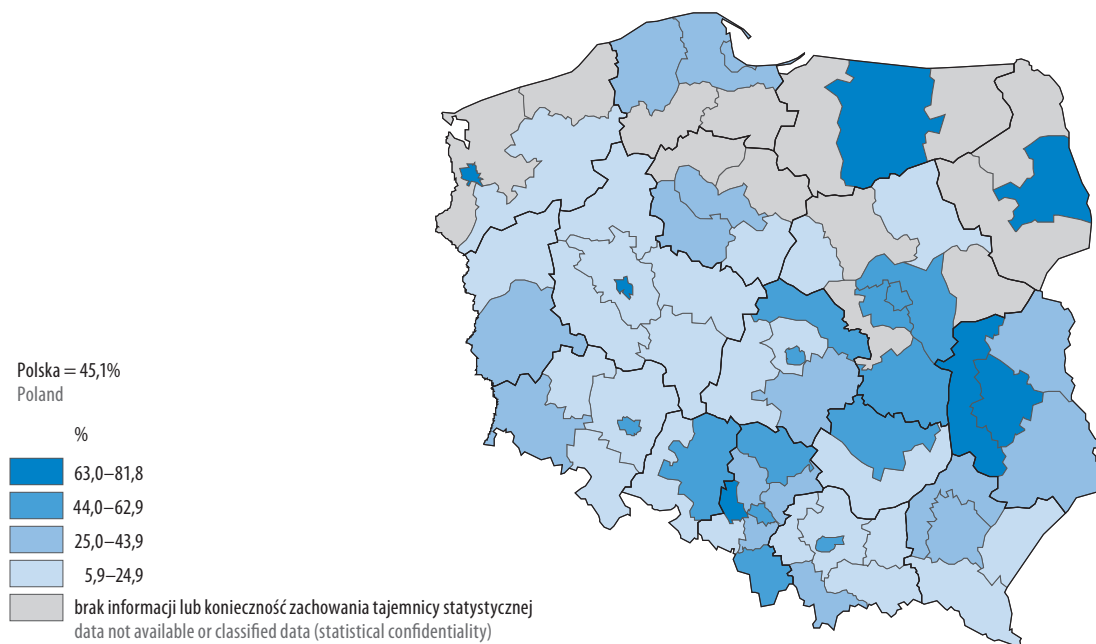 Polska = 45,1%
Poland
%
63,0–81,8
44,0–62,9
25,0–43,9
5,9–24,9
brak informacji lub konieczność zachowania tajemnicy statystycznej
data not available or classified data (statistical confidentiality)